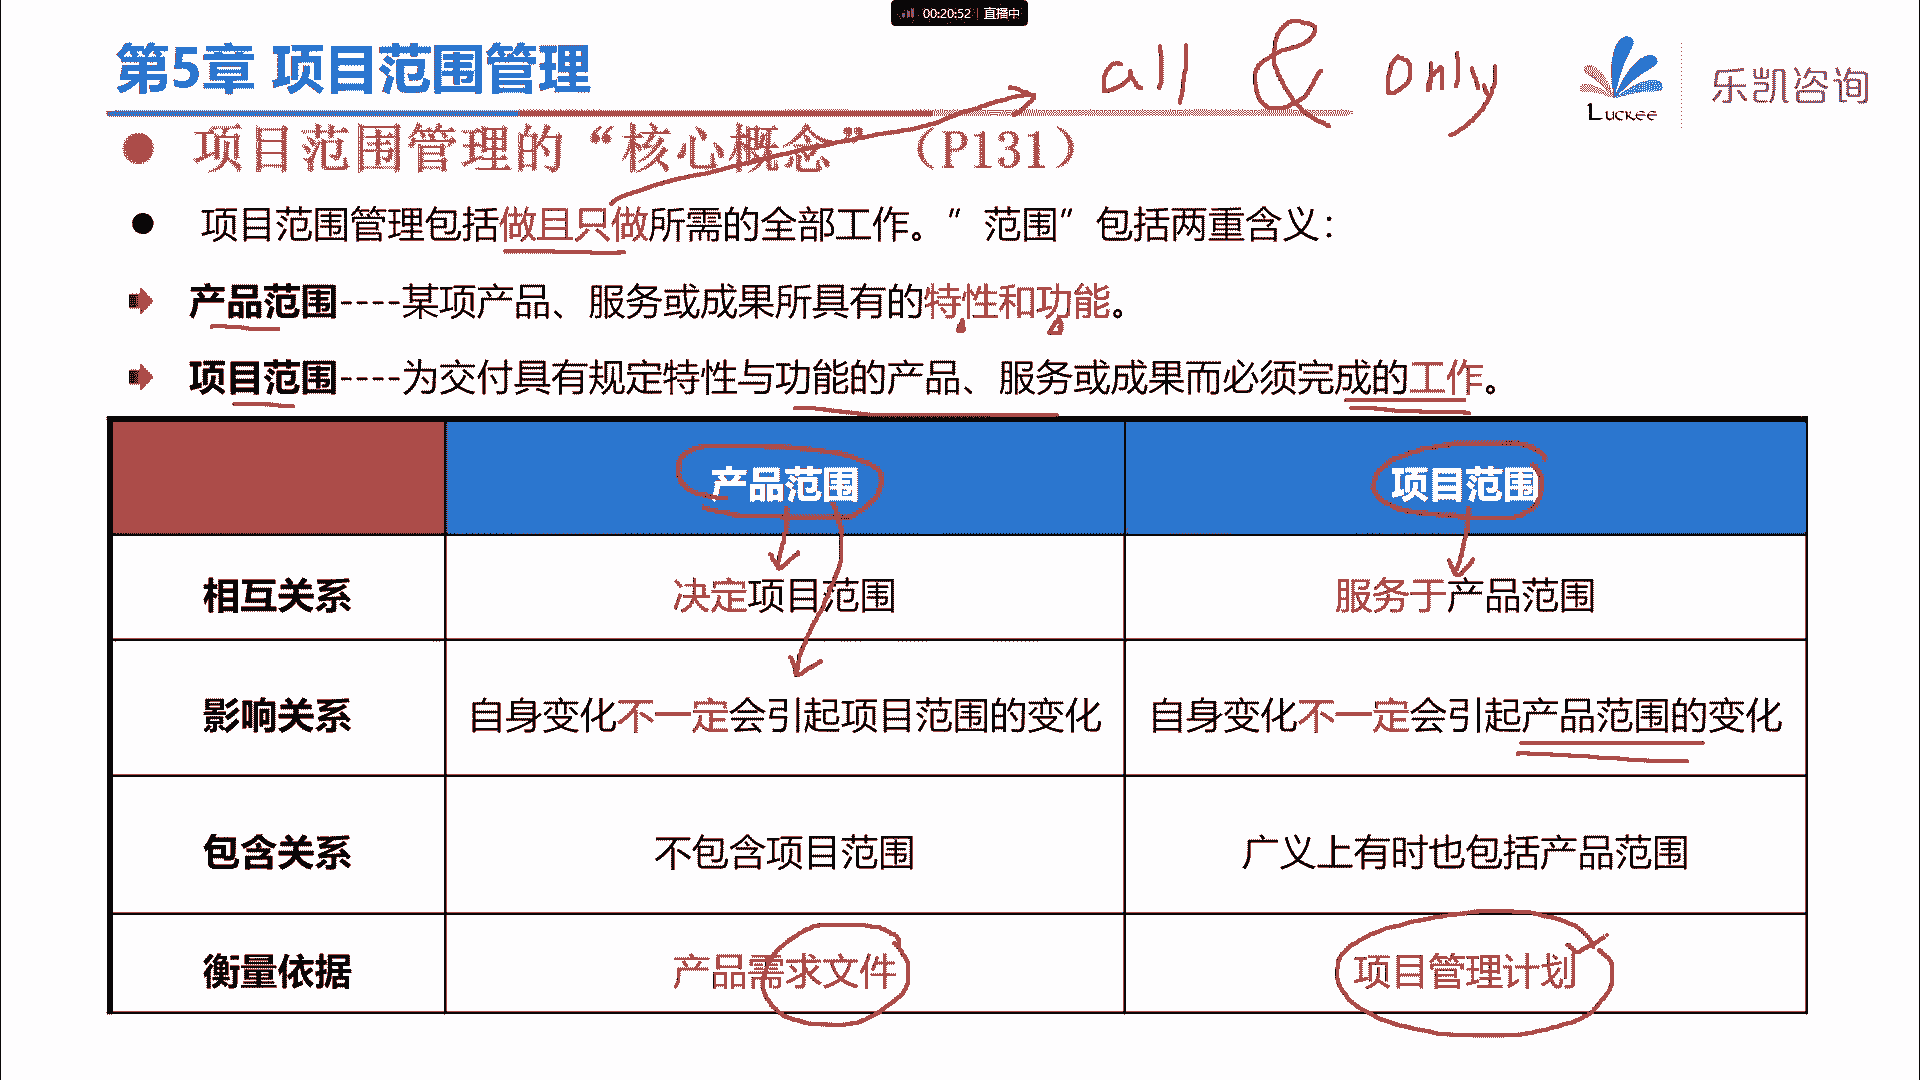 00:20:52 直播中
第5章 项目范围管理
all & only
Luckee 乐凯咨询
项目范围管理的“核心概念”（P131）
项目范围管理包括做且只做所需的全部工作。”范围”包括两重含义：
产品范围----某项产品、服务或成果所具有的特性和功能。
项目范围----为交付具有规定特性与功能的产品、服务或成果而必须完成的工作。
产品范围 项目范围
相互关系 决定项目范围 服务于产品范围
影响关系 自身变化不一定会引起项目范围的变化 自身变化不一定会引起产品范围的变化
包含关系 不包含项目范围 广义上有时也包括产品范围
衡量依据 产品需求文件 项目管理计划